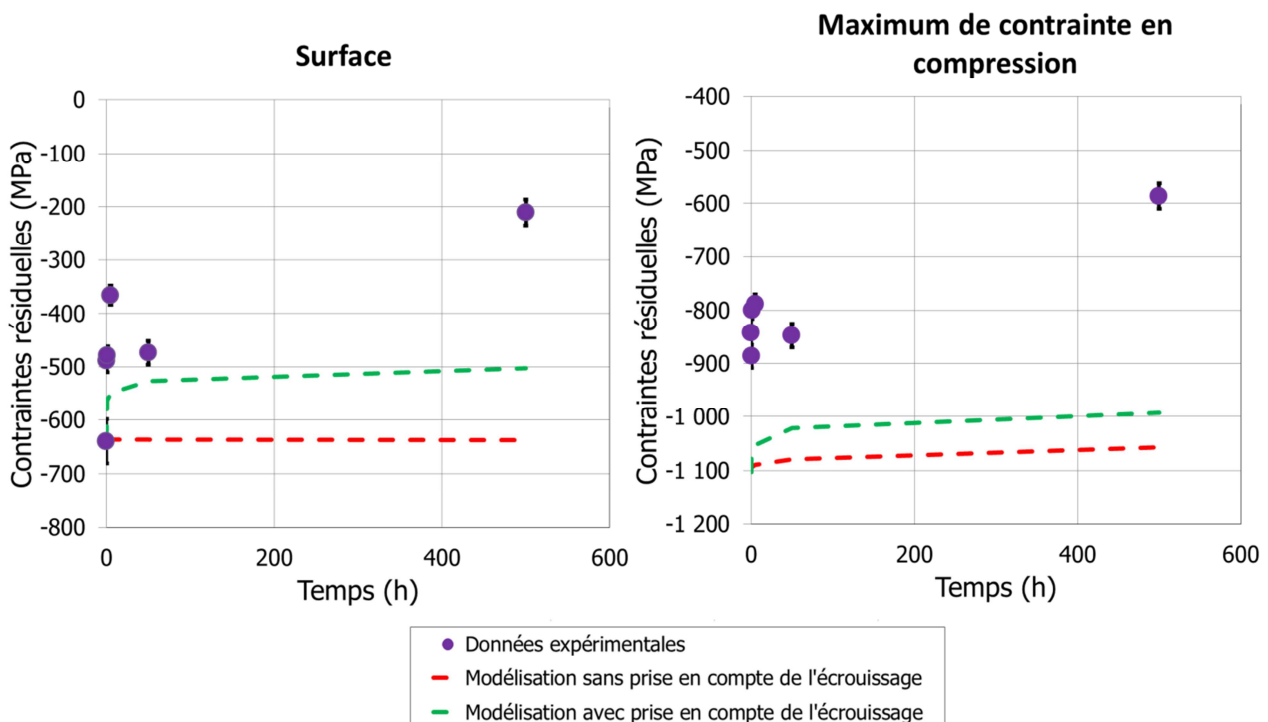 Surface
0
-100
-200
-300
-400
-500
-600
-700
-800
0
200
400
600
Temps (h)
Contraintes résiduelles (MPa)
Maximum de contrainte en
compression
-400
-500
-600
-700
-800
-900
-1 000
-1 100
-1 200
0
200
400
600
Temps (h)
Contraintes résiduelles (MPa)
Données expérimentales
Modélisation sans prise en compte de l'écrouissage
Modélisation avec prise en compte de l'écrouissage